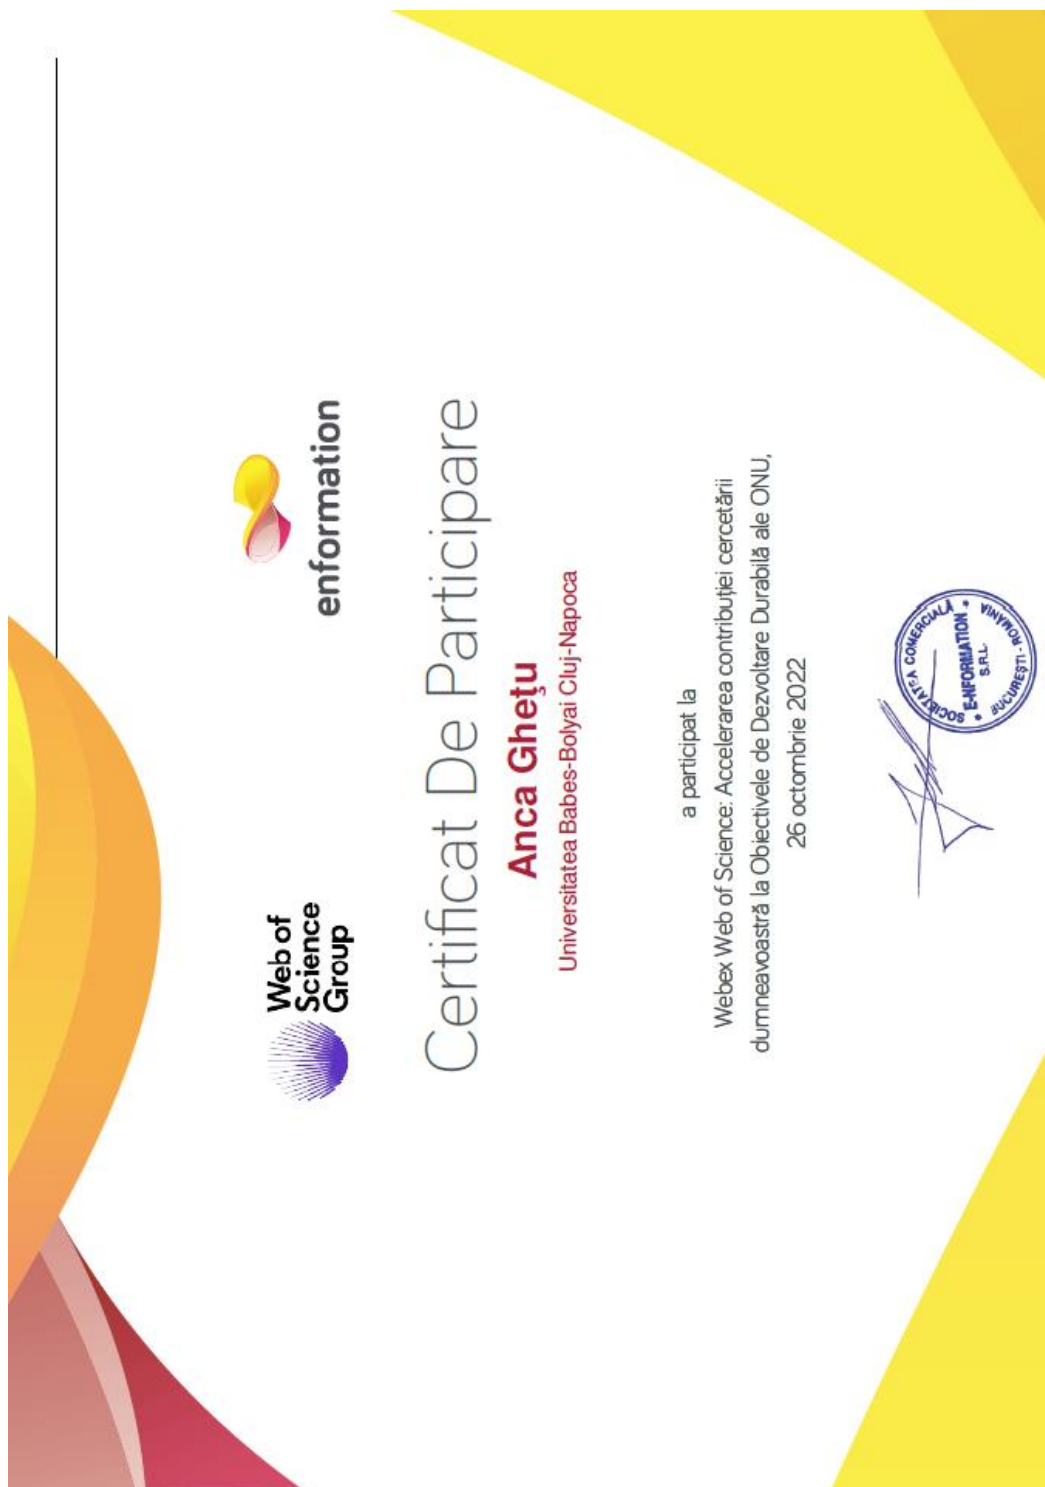 Web of
Science
Group
enformation
Certificat De Participare
Anca Ghețu
Universitatea Babes-Bolyai Cluj-Napoca
a participat la
Webex Web of Science: Accelerarea contribuției cercetării
dumneavoastră la Obiectivele de Dezvoltare Durabilă ale ONU,
26 octombrie 2022
SOCIETATEA COMERCIALĂ
* E-NFORMATION *
S.R.L.
BUCUREȘTI - ROMANIA